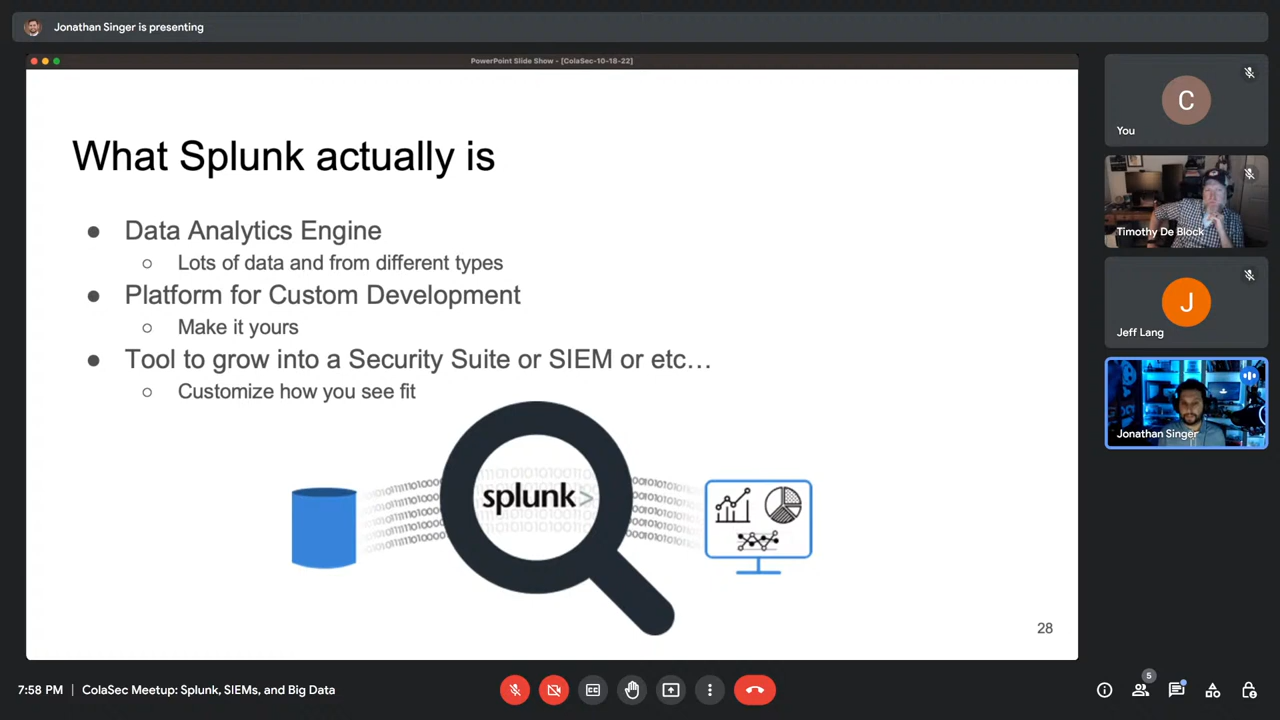 Jonathan Singer is presenting
PowerPoint Slide Show - [ColaSec-10-18-22]
What Splunk actually is
● Data Analytics Engine
○ Lots of data and from different types
● Platform for Custom Development
○ Make it yours
● Tool to grow into a Security Suite or SIEM or etc…
○ Customize how you see fit
splunk>
28
C
You
Timothy De Block
J
Jeff Lang
Jonathan Singer
7:58 PM | ColaSec Meetup: Splunk, SIEMs, and Big Data
CC
5